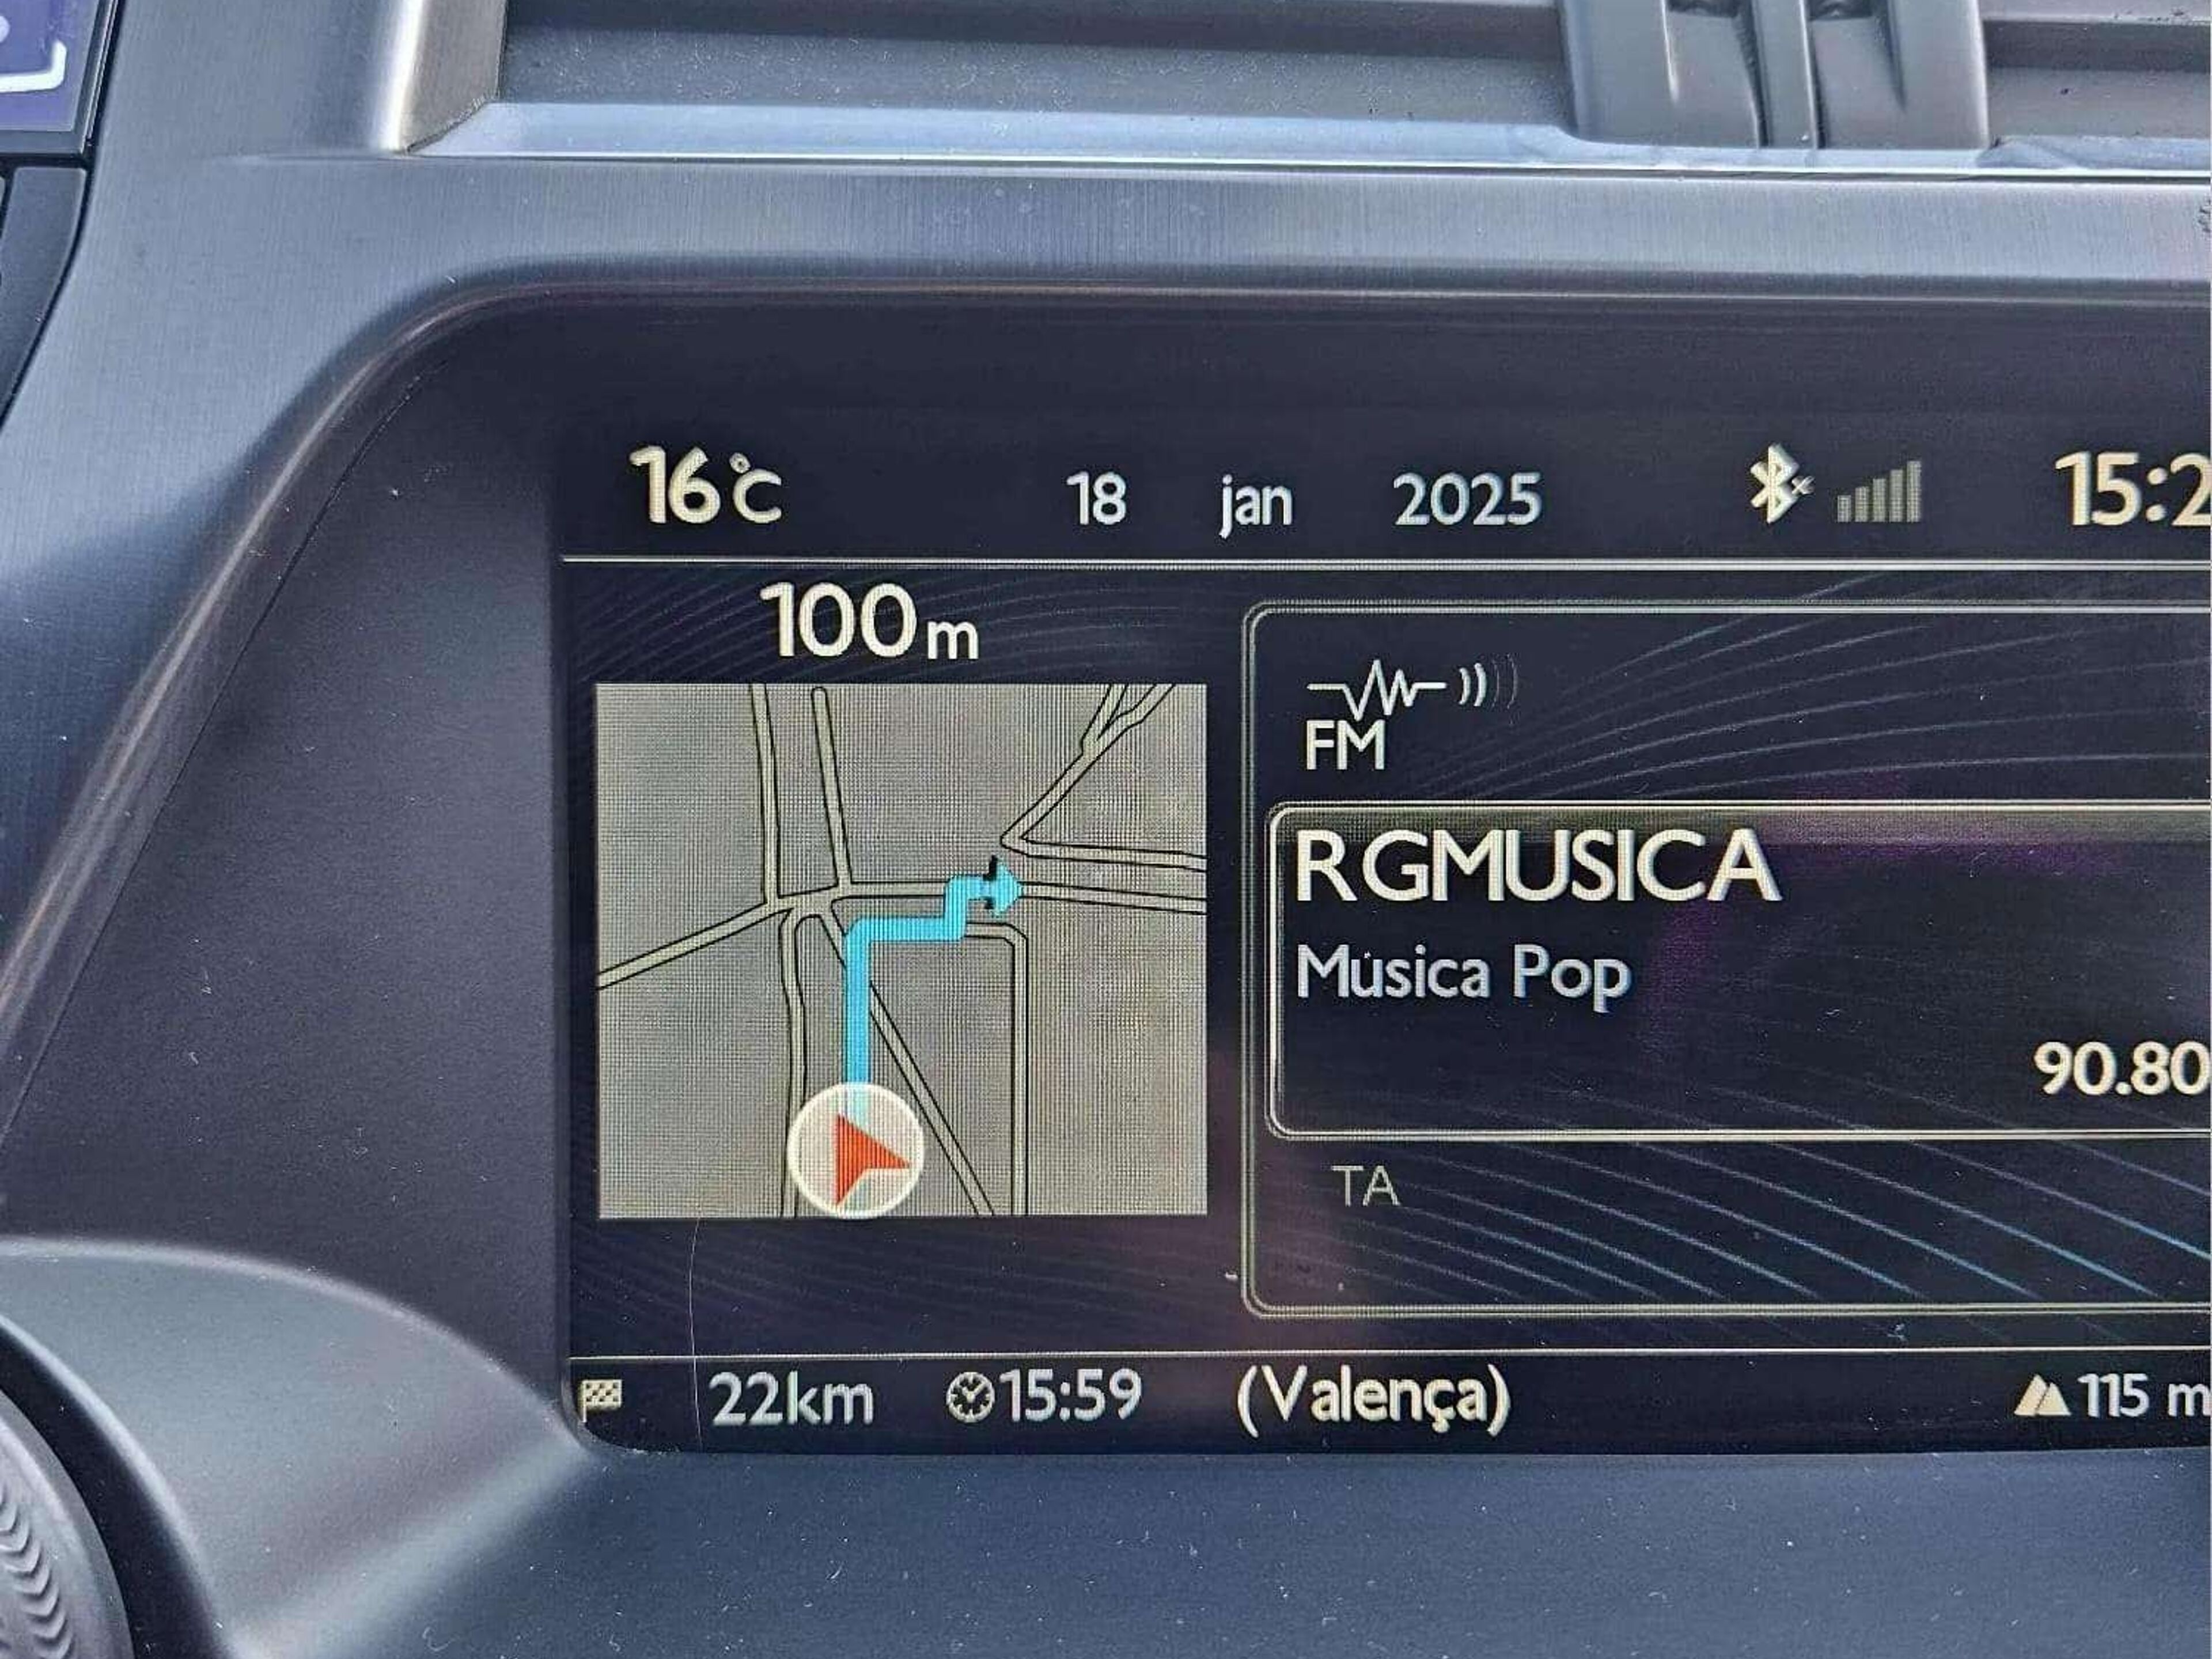 16°C 18 jan 2025 15:2
100m
FM
RGMUSICA
Música Pop
90.80
TA
22km 15:59 (Valença) 115 m